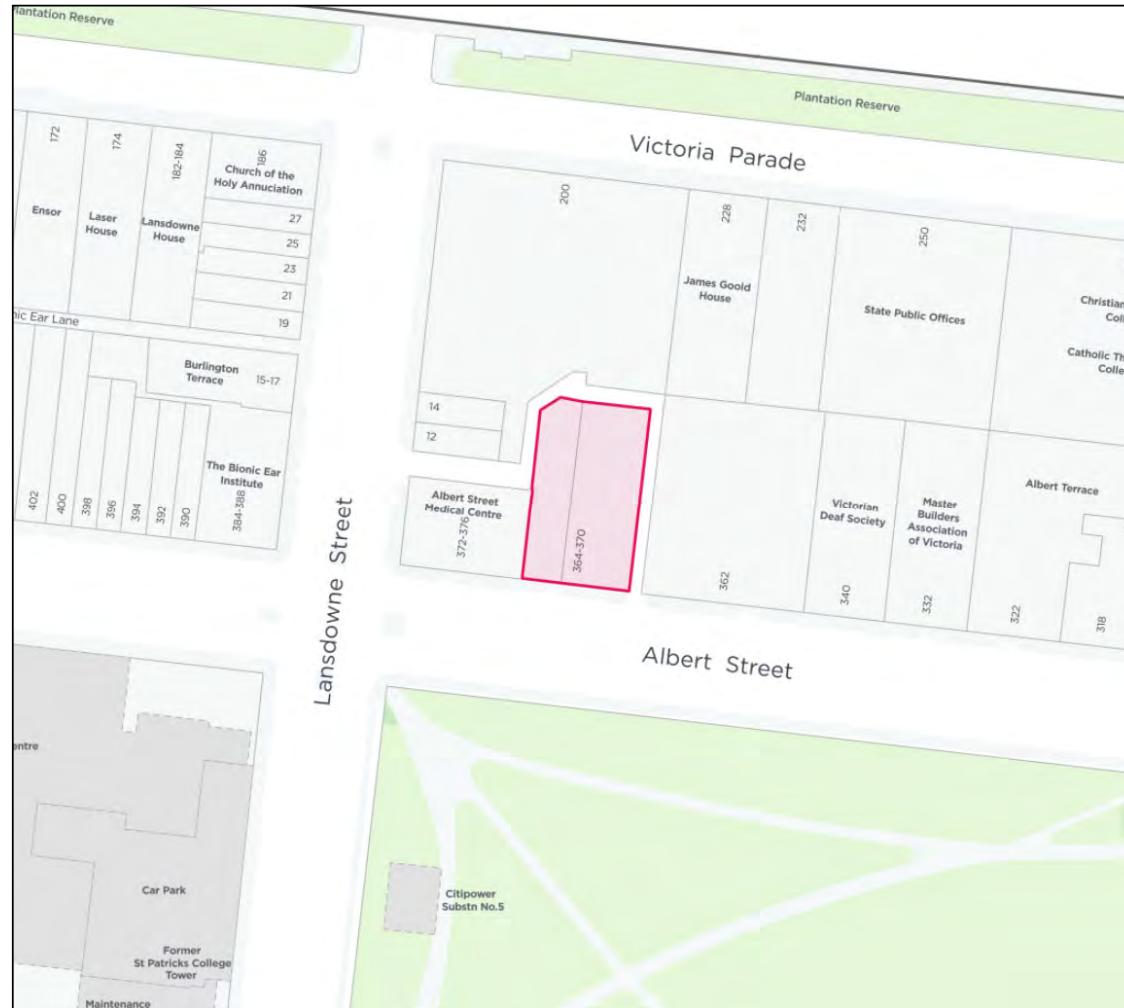 Plantation Reserve
Plantation Reserve
Victoria Parade
172
174
182-184
186
Church of the
Holy Annuciation
200
228
232
250
Ensor
Laser
House
Lansdowne
House
27
25
23
21
19
James Goold
House
State Public Offices
Christian
Catholic
Ear Lane
Burlington
Terrace
15-17
14
12
402
400
398
396
394
392
390
The Bionic Ear
Institute
384-388
Albert Street
Medical Centre
372-376
364-370
362
Victorian
Deaf Society
340
Master
Builders
Association
of Victoria
332
Albert Terrace
322
318
Lansdowne Street
Albert Street
Car Park
Former
St Patricks College
Tower
Maintenance
Citipower
Substn No.5